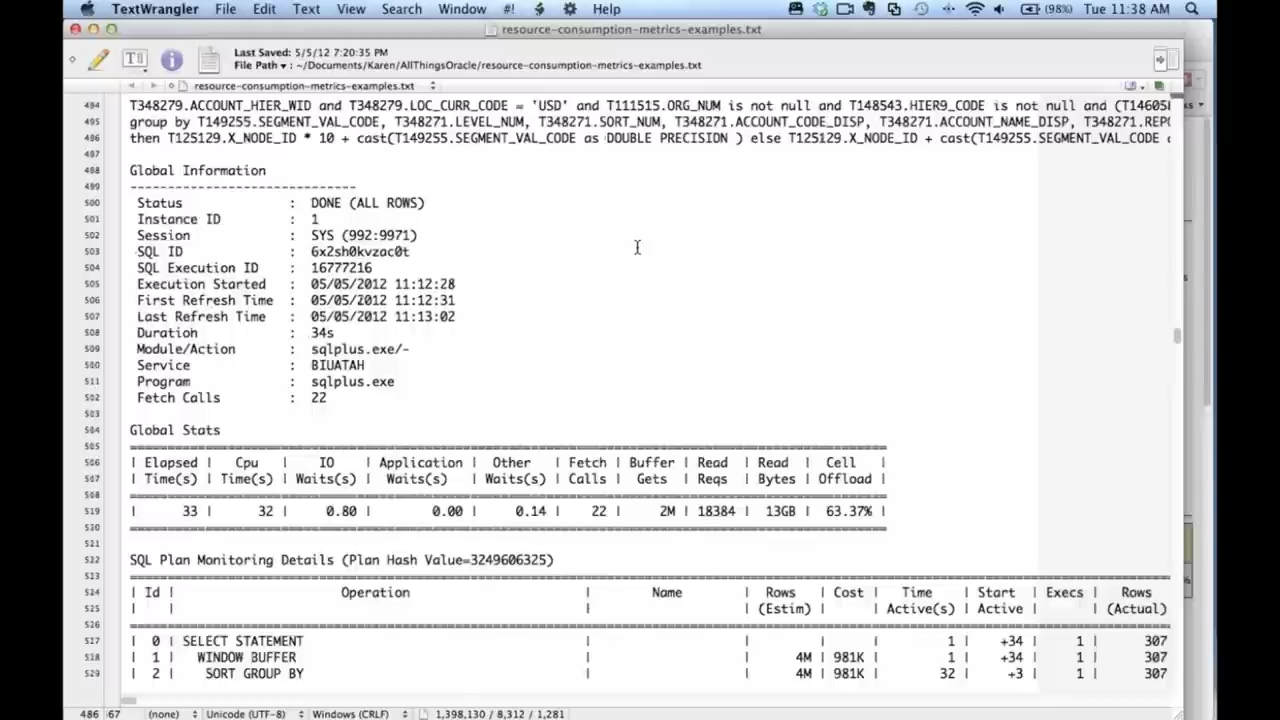 TextWrangler File Edit Text View Search Window #! Help (98%) Tue 11:38 AM
resource-consumption-metrics-examples.txt
Last Saved: 5/5/12 7:20:35 PM
File Path ▾ : ~/Documents/Karen/AllThingsOracle/resource-consumption-metrics-examples.txt
resource-consumption-metrics-examples.txt
494 T348279.ACCOUNT_HIER_WID and T348279.LOC_CURR_CODE = 'USD' and T111515.ORG_NUM is not null and T148543.HIER9_CODE is not null and (T14605
495 group by T149255.SEGMENT_VAL_CODE, T348271.LEVEL_NUM, T348271.SORT_NUM, T348271.ACCOUNT_CODE_DISP, T348271.ACCOUNT_NAME_DISP, T348271.REP
486 then T125129.X_NODE_ID * 10 + cast(T149255.SEGMENT_VAL_CODE as DOUBLE PRECISION ) else T125129.X_NODE_ID + cast(T149255.SEGMENT_VAL_CODE
497
498 Global Information
499 ------------------------------
500 Status : DONE (ALL ROWS)
501 Instance ID : 1
502 Session : SYS (992:9971)
503 SQL ID : 6x2sh0kvzac0t
504 SQL Execution ID : 16777216
505 Execution Started : 05/05/2012 11:12:28
506 First Refresh Time : 05/05/2012 11:12:31
507 Last Refresh Time : 05/05/2012 11:13:02
508 Duration : 34s
509 Module/Action : sqlplus.exe/-
500 Service : BIUATAH
511 Program : sqlplus.exe
502 Fetch Calls : 22
503
504 Global Stats
505
506 | Elapsed | Cpu | IO | Application | Other | Fetch | Buffer | Read | Read | Cell |
507 | Time(s) | Time(s) | Waits(s) | Waits(s) | Waits(s) | Calls | Gets | Reqs | Bytes | Offload |
508
519 | 33 | 32 | 0.80 | 0.00 | 0.14 | 22 | 2M | 18384 | 13GB | 63.37% |
530
521
522 SQL Plan Monitoring Details (Plan Hash Value=3249606325)
513
524 | Id | Operation | Name | Rows | Cost | Time | Start | Execs | Rows
525 | | | | (Estim) | | Active(s) | Active | | (Actual)
526
517 | 0 | SELECT STATEMENT | | | | 1 | +34 | 1 | 307
518 | 1 | WINDOW BUFFER | | 4M | 981K | 1 | +34 | 1 | 307
529 | 2 | SORT GROUP BY | | 4M | 981K | 32 | +3 | 1 | 307
486 67 (none) Unicode (UTF-8) Windows (CRLF) 1,398,130 / 8,312 / 1,281